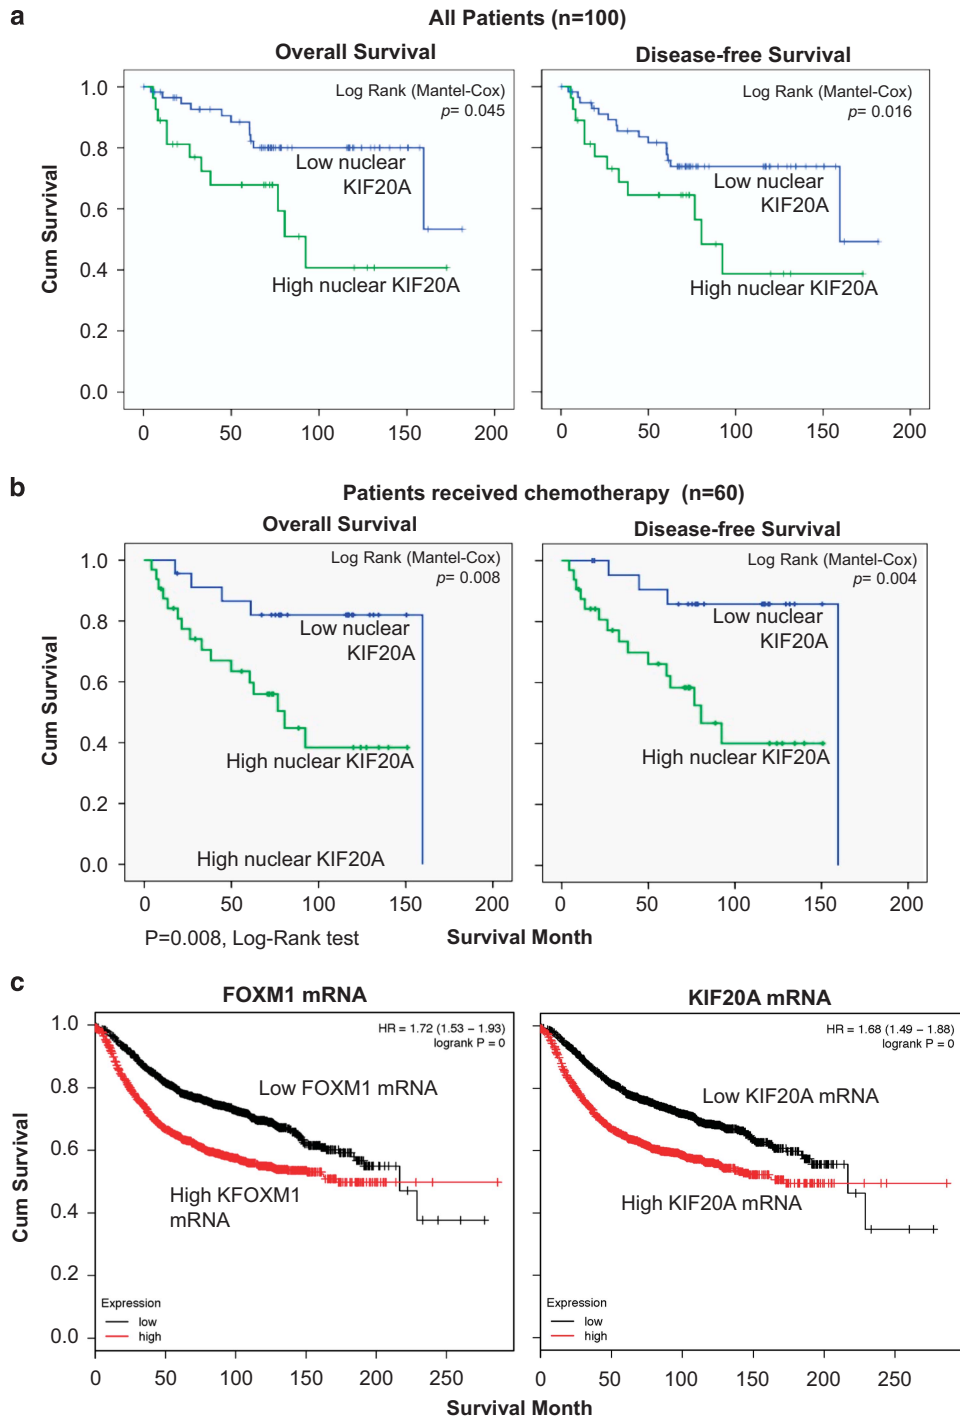 a
All Patients (n=100)
Overall Survival
Disease-free Survival
Cum Survival
1.0
0.8
0.6
0.4
0.2
0.0
Log Rank (Mantel-Cox)
p= 0.045
Low nuclear
KIF20A
High nuclear KIF20A
0 50 100 150 200
Log Rank (Mantel-Cox)
p= 0.016
Low nuclear
KIF20A
High nuclear KIF20A
0 50 100 150 200
b
Patients received chemotherapy (n=60)
Overall Survival
Disease-free Survival
Cum Survival
1.0
0.8
0.6
0.4
0.2
0.0
Log Rank (Mantel-Cox)
p= 0.008
Low nuclear
KIF20A
High nuclear KIF20A
High nuclear KIF20A
0 50 100 150 200
Log Rank (Mantel-Cox)
p= 0.004
Low nuclear
KIF20A
High nuclear KIF20A
0 50 100 150 200
P=0.008, Log-Rank test
Survival Month
c
FOXM1 mRNA
KIF20A mRNA
Cum Survival
1.0
0.8
0.6
0.4
0.2
0.0
HR = 1.72 (1.53 – 1.93)
logrank P = 0
Low FOXM1 mRNA
High KFOXM1
mRNA
Expression
low
high
0 50 100 150 200 250
HR = 1.68 (1.49 – 1.88)
logrank P = 0
Low KIF20A mRNA
High KIF20A mRNA
Expression
low
high
0 50 100 150 200 250
Survival Month